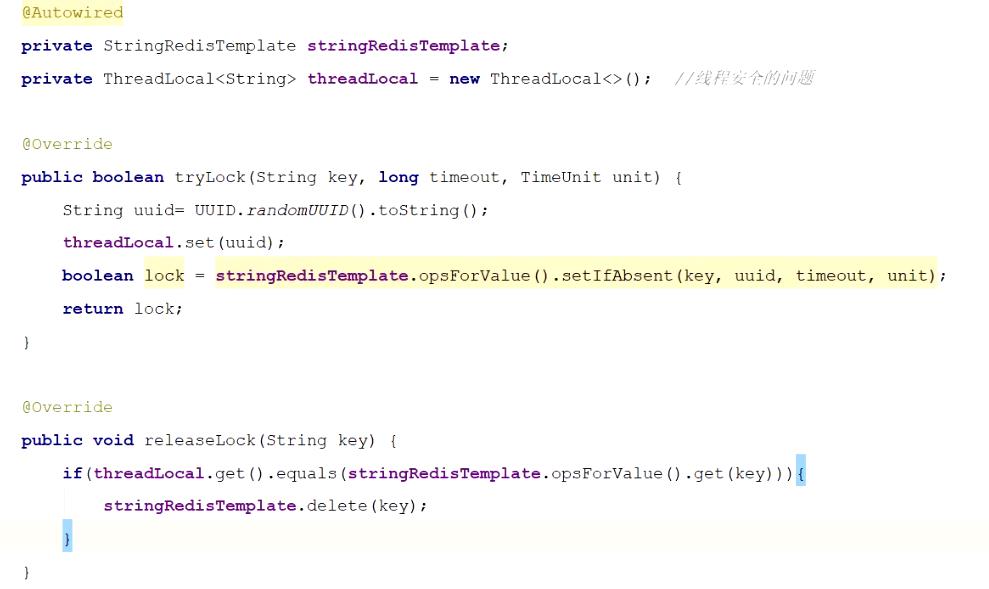 @Autowired
private StringRedisTemplate stringRedisTemplate;
private ThreadLocal<String> threadLocal = new ThreadLocal<>(); //线程安全的问题
@Override
public boolean tryLock(String key, long timeout, TimeUnit unit) {
String uuid= UUID.randomUUID().toString();
threadLocal.set(uuid);
boolean lock = stringRedisTemplate.opsForValue().setIfAbsent(key, uuid, timeout, unit);
return lock;
}
@Override
public void releaseLock(String key) {
if(threadLocal.get().equals(stringRedisTemplate.opsForValue().get(key))){
stringRedisTemplate.delete(key);
}
}